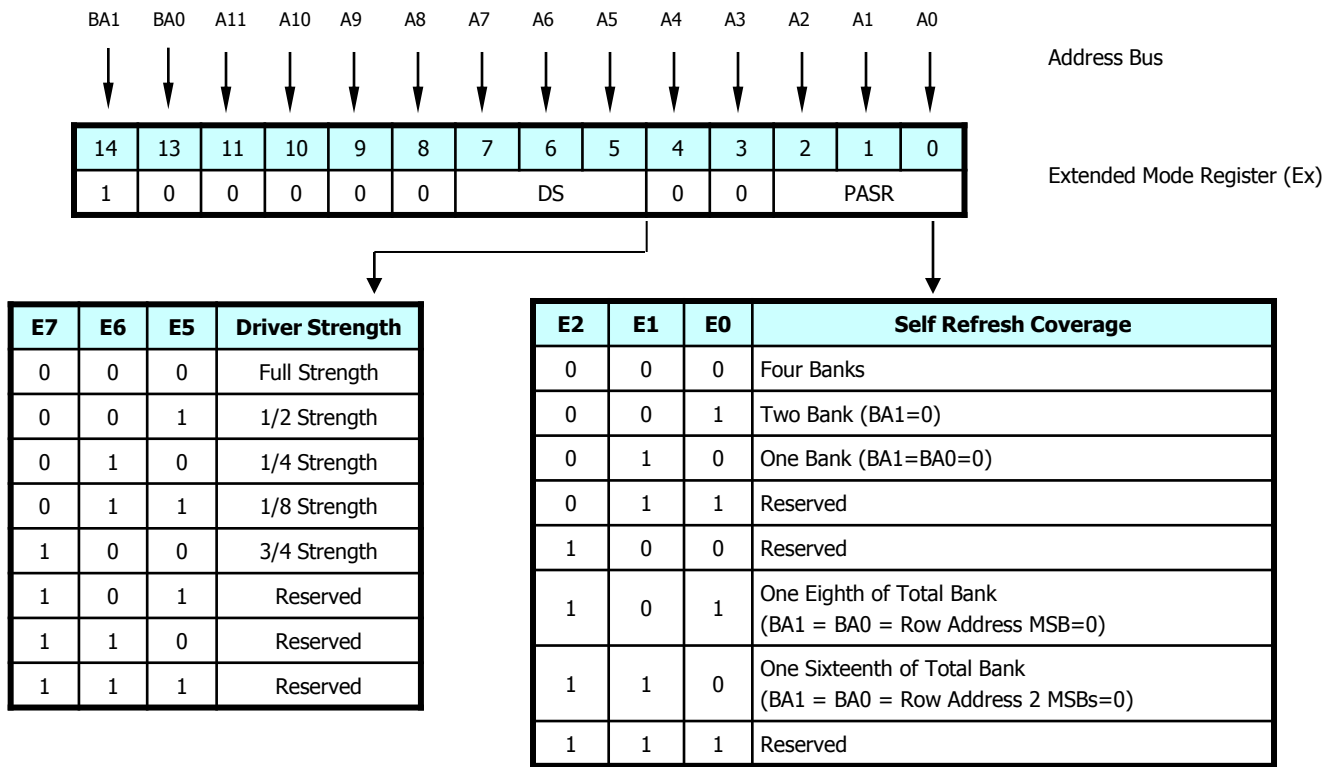 BA1 BA0 A11 A10 A9 A8 A7 A6 A5 A4 A3 A2 A1 A0
Address Bus
14 13 11 10 9 8 7 6 5 4 3 2 1 0
Extended Mode Register (Ex)
1 0 0 0 0 0 DS 0 0 PASR
E7 E6 E5 Driver Strength
0 0 0 Full Strength
0 0 1 1/2 Strength
0 1 0 1/4 Strength
0 1 1 1/8 Strength
1 0 0 3/4 Strength
1 0 1 Reserved
1 1 0 Reserved
1 1 1 Reserved
E2 E1 E0 Self Refresh Coverage
0 0 0 Four Banks
0 0 1 Two Bank (BA1=0)
0 1 0 One Bank (BA1=BA0=0)
0 1 1 Reserved
1 0 0 Reserved
1 0 1 One Eighth of Total Bank
(BA1 = BA0 = Row Address MSB=0)
1 1 0 One Sixteenth of Total Bank
(BA1 = BA0 = Row Address 2 MSBs=0)
1 1 1 Reserved